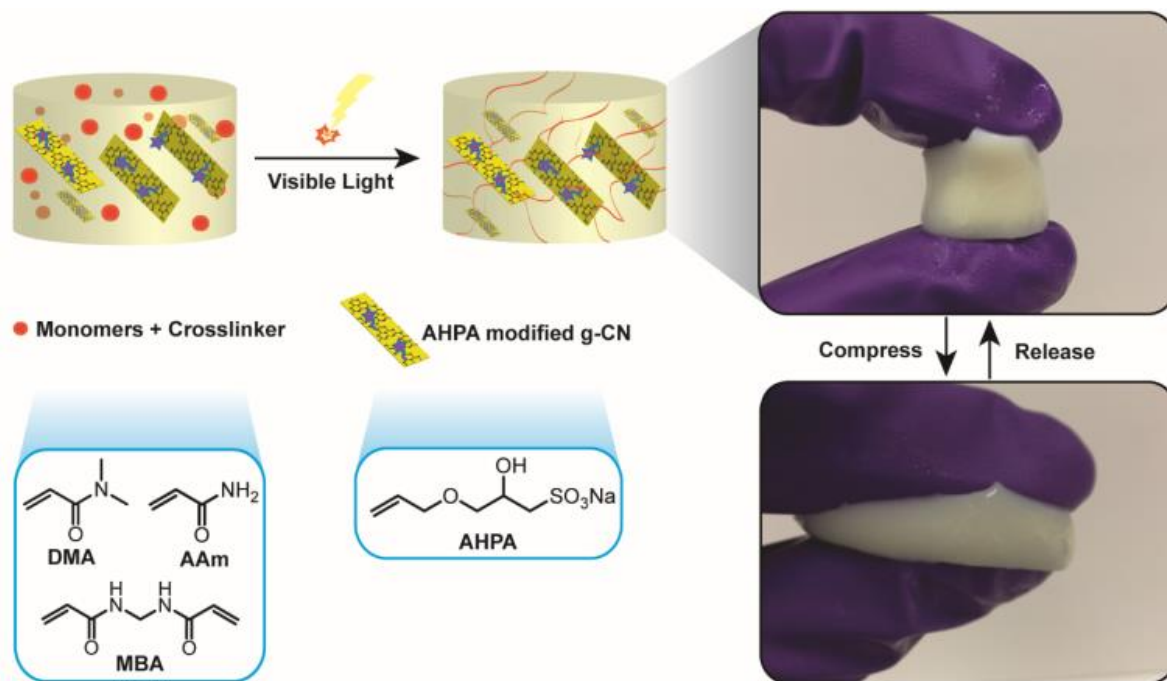 Visible Light
Monomers + Crosslinker
AHPA modified g-CN
Compress
Release
N
O
DMA
NH2
O
AAm
H
N
H
N
O
O
MBA
OH
O
SO3Na
AHPA